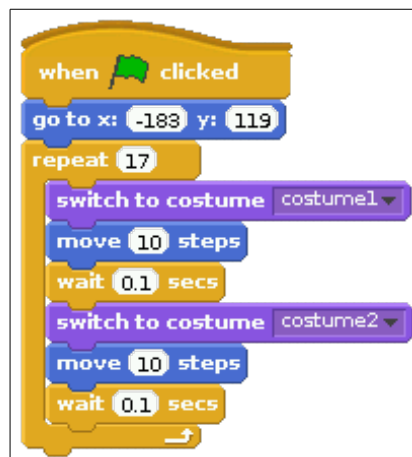 when clicked
go to x: -183 y: 119
repeat 17
switch to costume costume1
move 10 steps
wait 0.1 secs
switch to costume costume2
move 10 steps
wait 0.1 secs